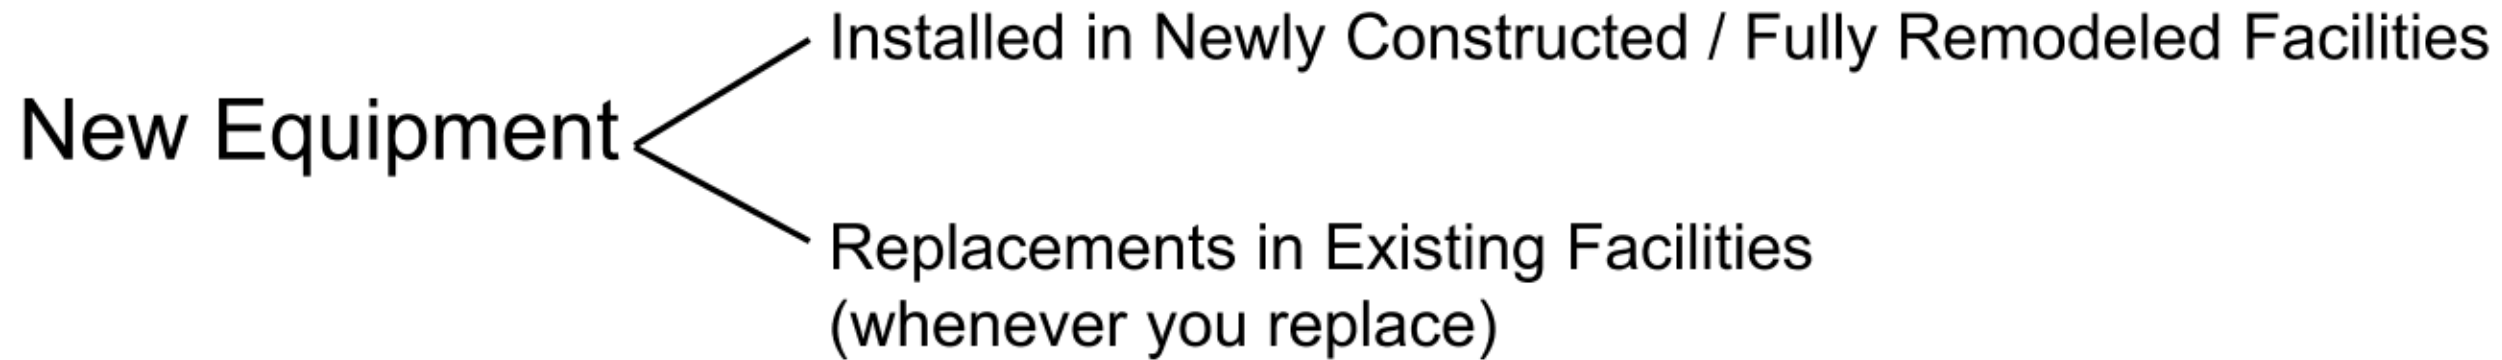 Installed in Newly Constructed / Fully Remodeled Facilities
New Equipment
Replacements in Existing Facilities
(whenever you replace)